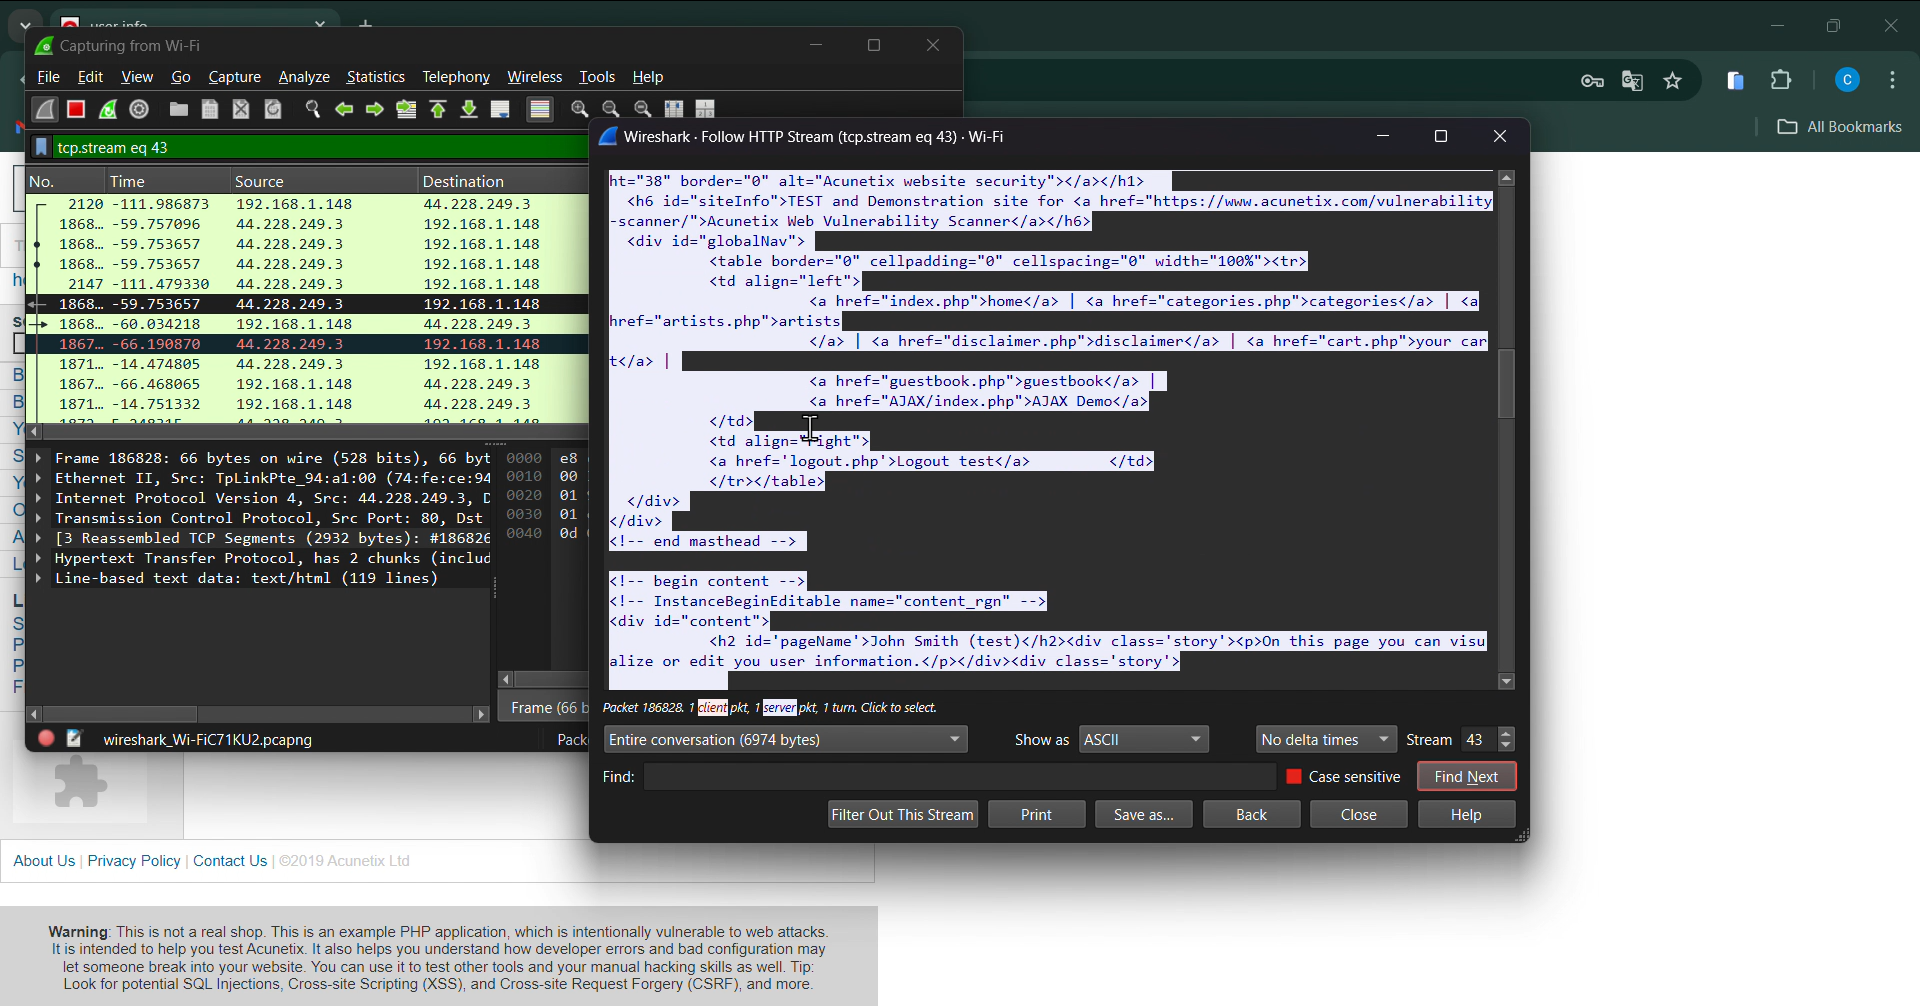 user info
Capturing from Wi-Fi
File Edit View Go Capture Analyze Statistics Telephony Wireless Tools Help
C
All Bookmarks
tcp.stream eq 43
No. Time Source Destination
2120 -111.986873 192.168.1.148 44.228.249.3
1868… -59.757096 44.228.249.3 192.168.1.148
1868… -59.753657 44.228.249.3 192.168.1.148
1868… -59.753657 44.228.249.3 192.168.1.148
2147 -111.479330 44.228.249.3 192.168.1.148
1868… -59.753657 44.228.249.3 192.168.1.148
1868… -60.034218 192.168.1.148 44.228.249.3
1867… -66.190870 44.228.249.3 192.168.1.148
1871… -14.474805 44.228.249.3 192.168.1.148
1867… -66.468065 192.168.1.148 44.228.249.3
1871… -14.751332 192.168.1.148 44.228.249.3
Frame 186828: 66 bytes on wire (528 bits), 66 byt
Ethernet II, Src: TpLinkPte_94:a1:00 (74:fe:ce:94
Internet Protocol Version 4, Src: 44.228.249.3, D
Transmission Control Protocol, Src Port: 80, Dst
[3 Reassembled TCP Segments (2932 bytes): #186826
Hypertext Transfer Protocol, has 2 chunks (includ
Line-based text data: text/html (119 lines)
0000 e8
0010 00
0020 01
0030 01
0040 0d
Frame (66 b
wireshark_Wi-FiC71KU2.pcapng Pack
Wireshark · Follow HTTP Stream (tcp.stream eq 43) · Wi-Fi
ht="38" border="0" alt="Acunetix website security"></a></h1>
<h6 id="siteInfo">TEST and Demonstration site for <a href="https://www.acunetix.com/vulnerability
-scanner/">Acunetix Web Vulnerability Scanner</a></h6>
<div id="globalNav">
<table border="0" cellpadding="0" cellspacing="0" width="100%"><tr>
<td align="left">
<a href="index.php">home</a> | <a href="categories.php">categories</a> | <a
href="artists.php">artists
</a> | <a href="disclaimer.php">disclaimer</a> | <a href="cart.php">your car
t</a> |
<a href="guestbook.php">guestbook</a> |
<a href="AJAX/index.php">AJAX Demo</a>
</td>
<td align="right">
<a href='logout.php'>Logout test</a> </td>
</tr></table>
</div>
</div>
<!-- end masthead -->
<!-- begin content -->
<!-- InstanceBeginEditable name="content_rgn" -->
<div id="content">
<h2 id='pageName'>John Smith (test)</h2><div class='story'><p>On this page you can visu
alize or edit you user information.</p></div><div class='story'>
Packet 186828. 1 client pkt, 1 server pkt, 1 turn. Click to select.
Entire conversation (6974 bytes) Show as ASCII No delta times Stream 43
Find: Case sensitive Find Next
Filter Out This Stream Print Save as... Back Close Help
About Us | Privacy Policy | Contact Us | ©2019 Acunetix Ltd
Warning: This is not a real shop. This is an example PHP application, which is intentionally vulnerable to web attacks.
It is intended to help you test Acunetix. It also helps you understand how developer errors and bad configuration may
let someone break into your website. You can use it to test other tools and your manual hacking skills as well. Tip:
Look for potential SQL Injections, Cross-site Scripting (XSS), and Cross-site Request Forgery (CSRF), and more.